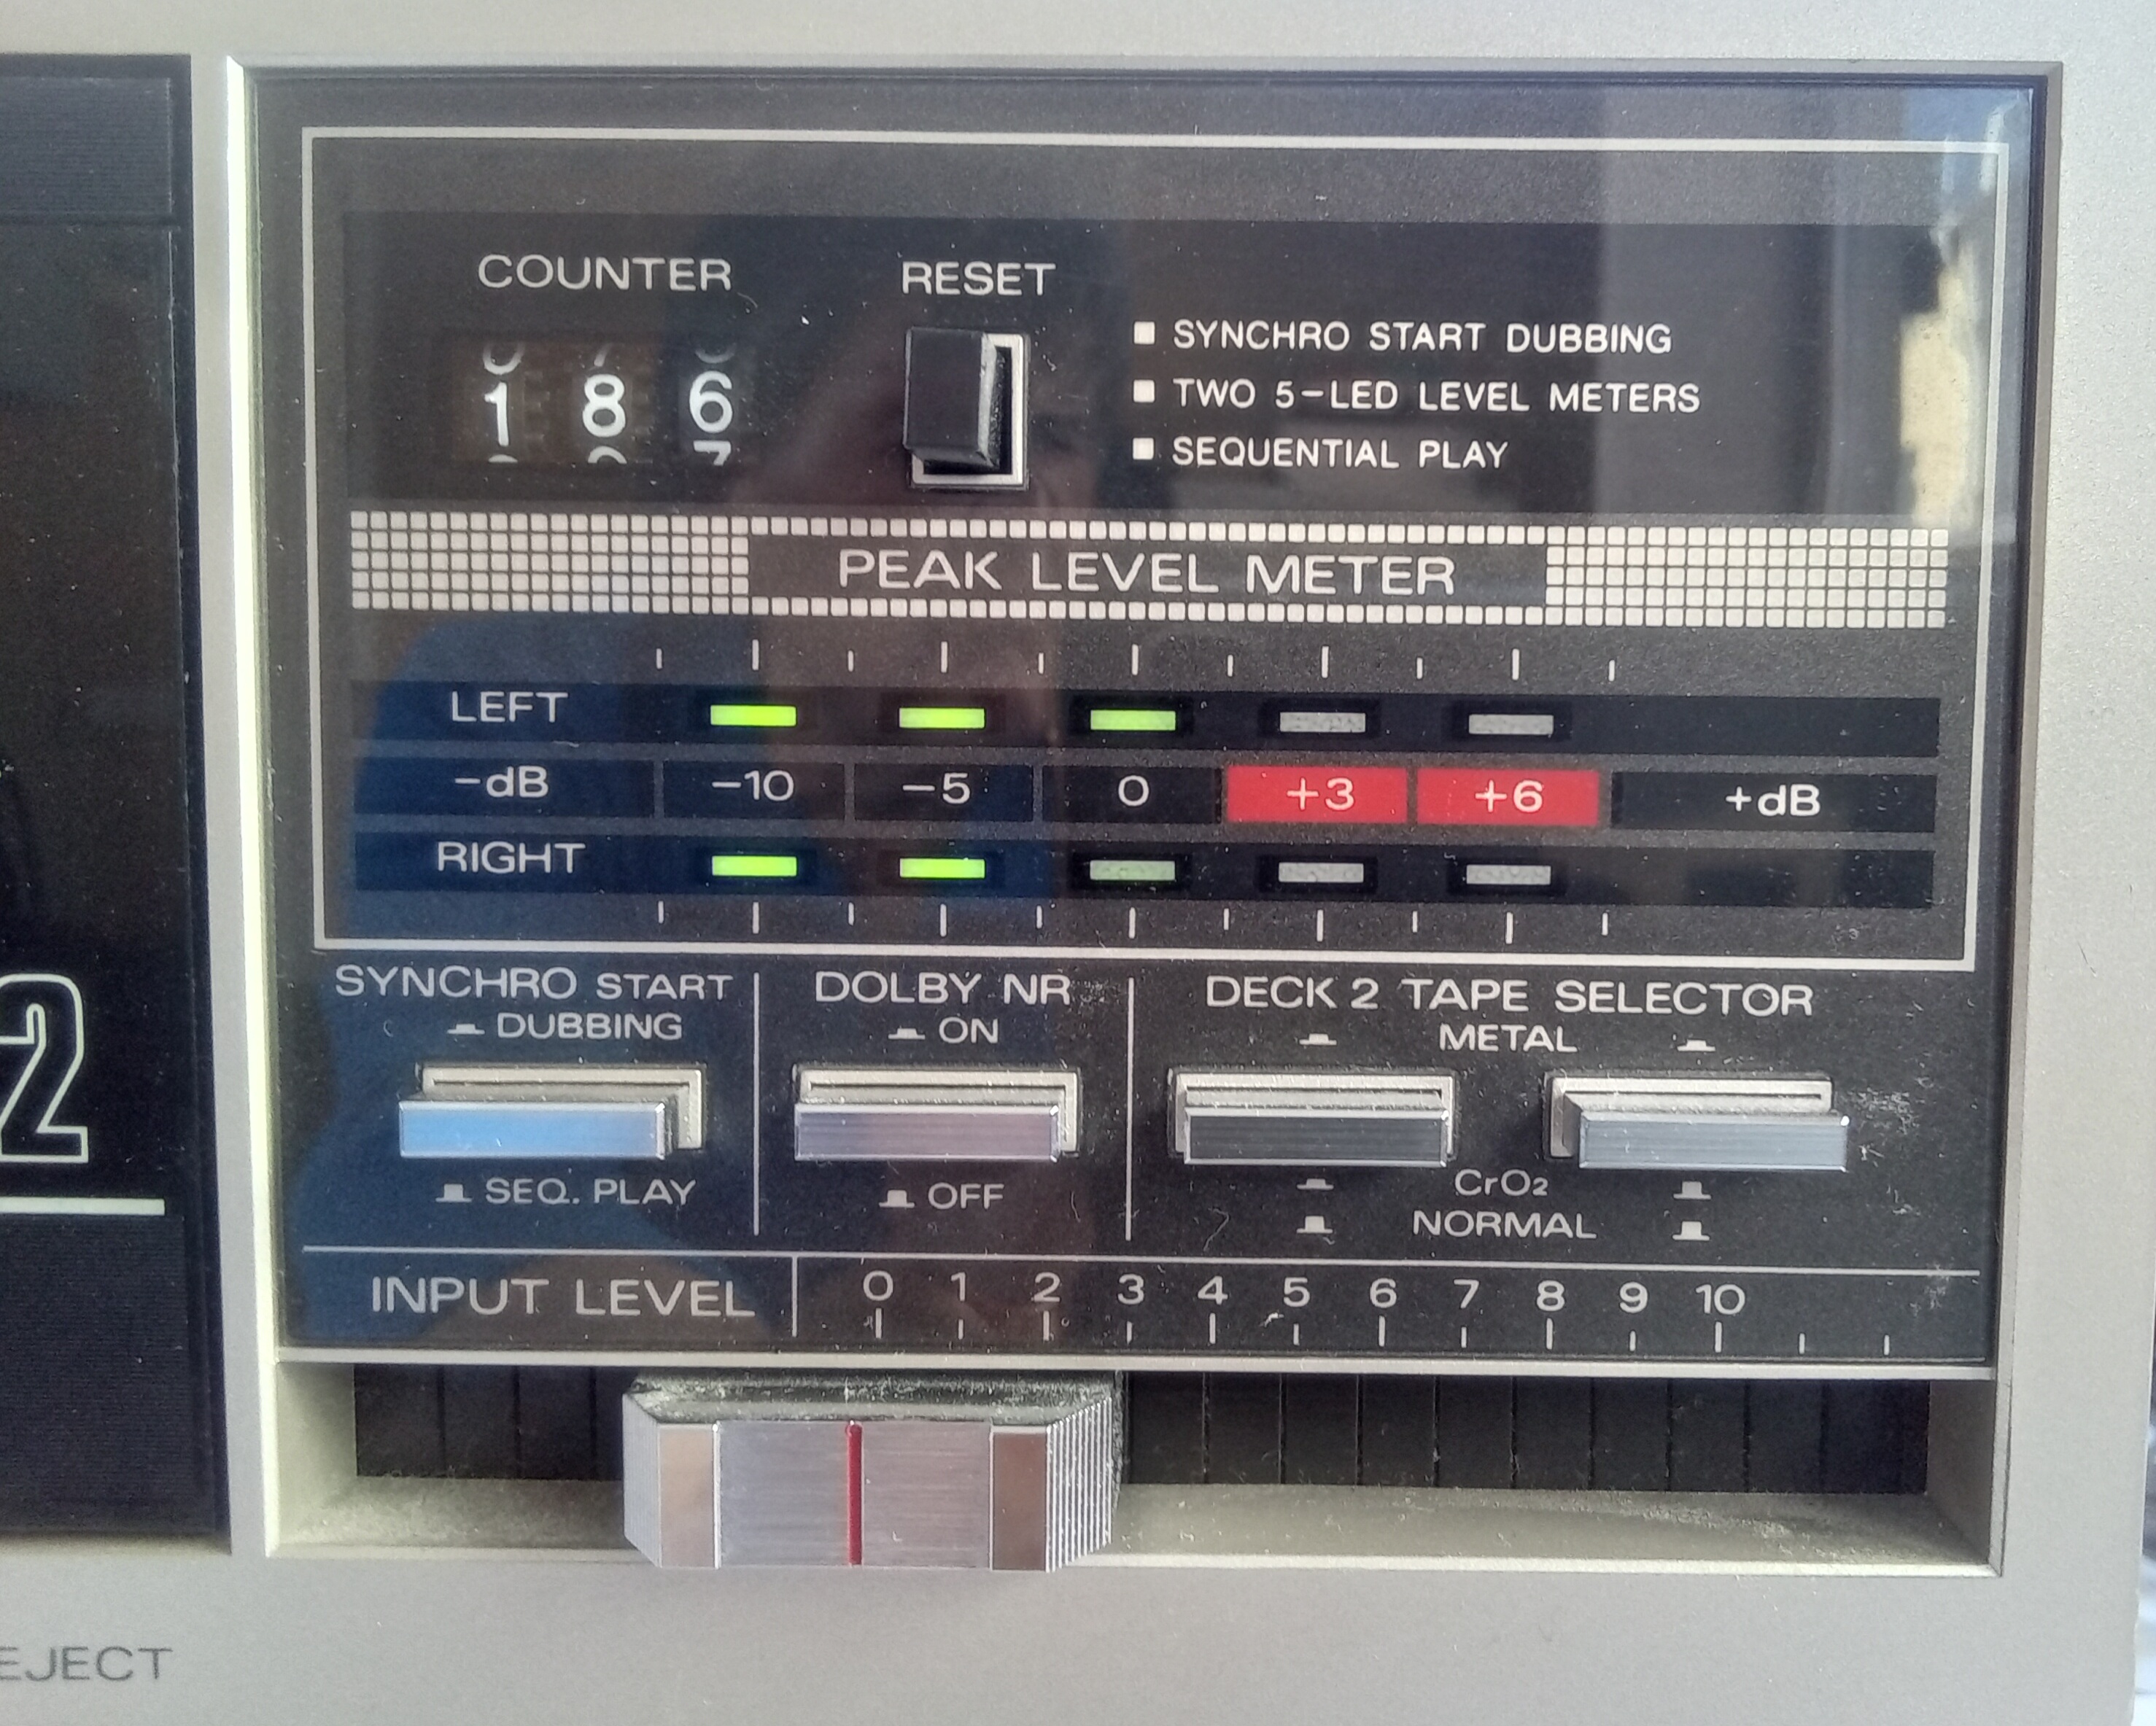 COUNTER RESET
186
SYNCHRO START DUBBING
TWO 5-LED LEVEL METERS
SEQUENTIAL PLAY
PEAK LEVEL METER
LEFT
-dB -10 -5 0 +3 +6 +dB
RIGHT
SYNCHRO START
DUBBING
SEQ. PLAY
DOLBY NR
ON
OFF
DECK 2 TAPE SELECTOR
METAL
CrO2
NORMAL
INPUT LEVEL 0 1 2 3 4 5 6 7 8 9 10
2
EJECT